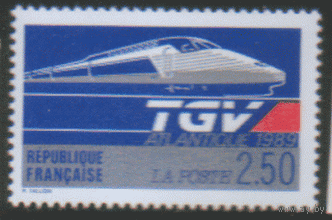 TGV
ATLANTIQUE 1989
RÉPUBLIQUE
FRANÇAISE
LA POSTE 2.50